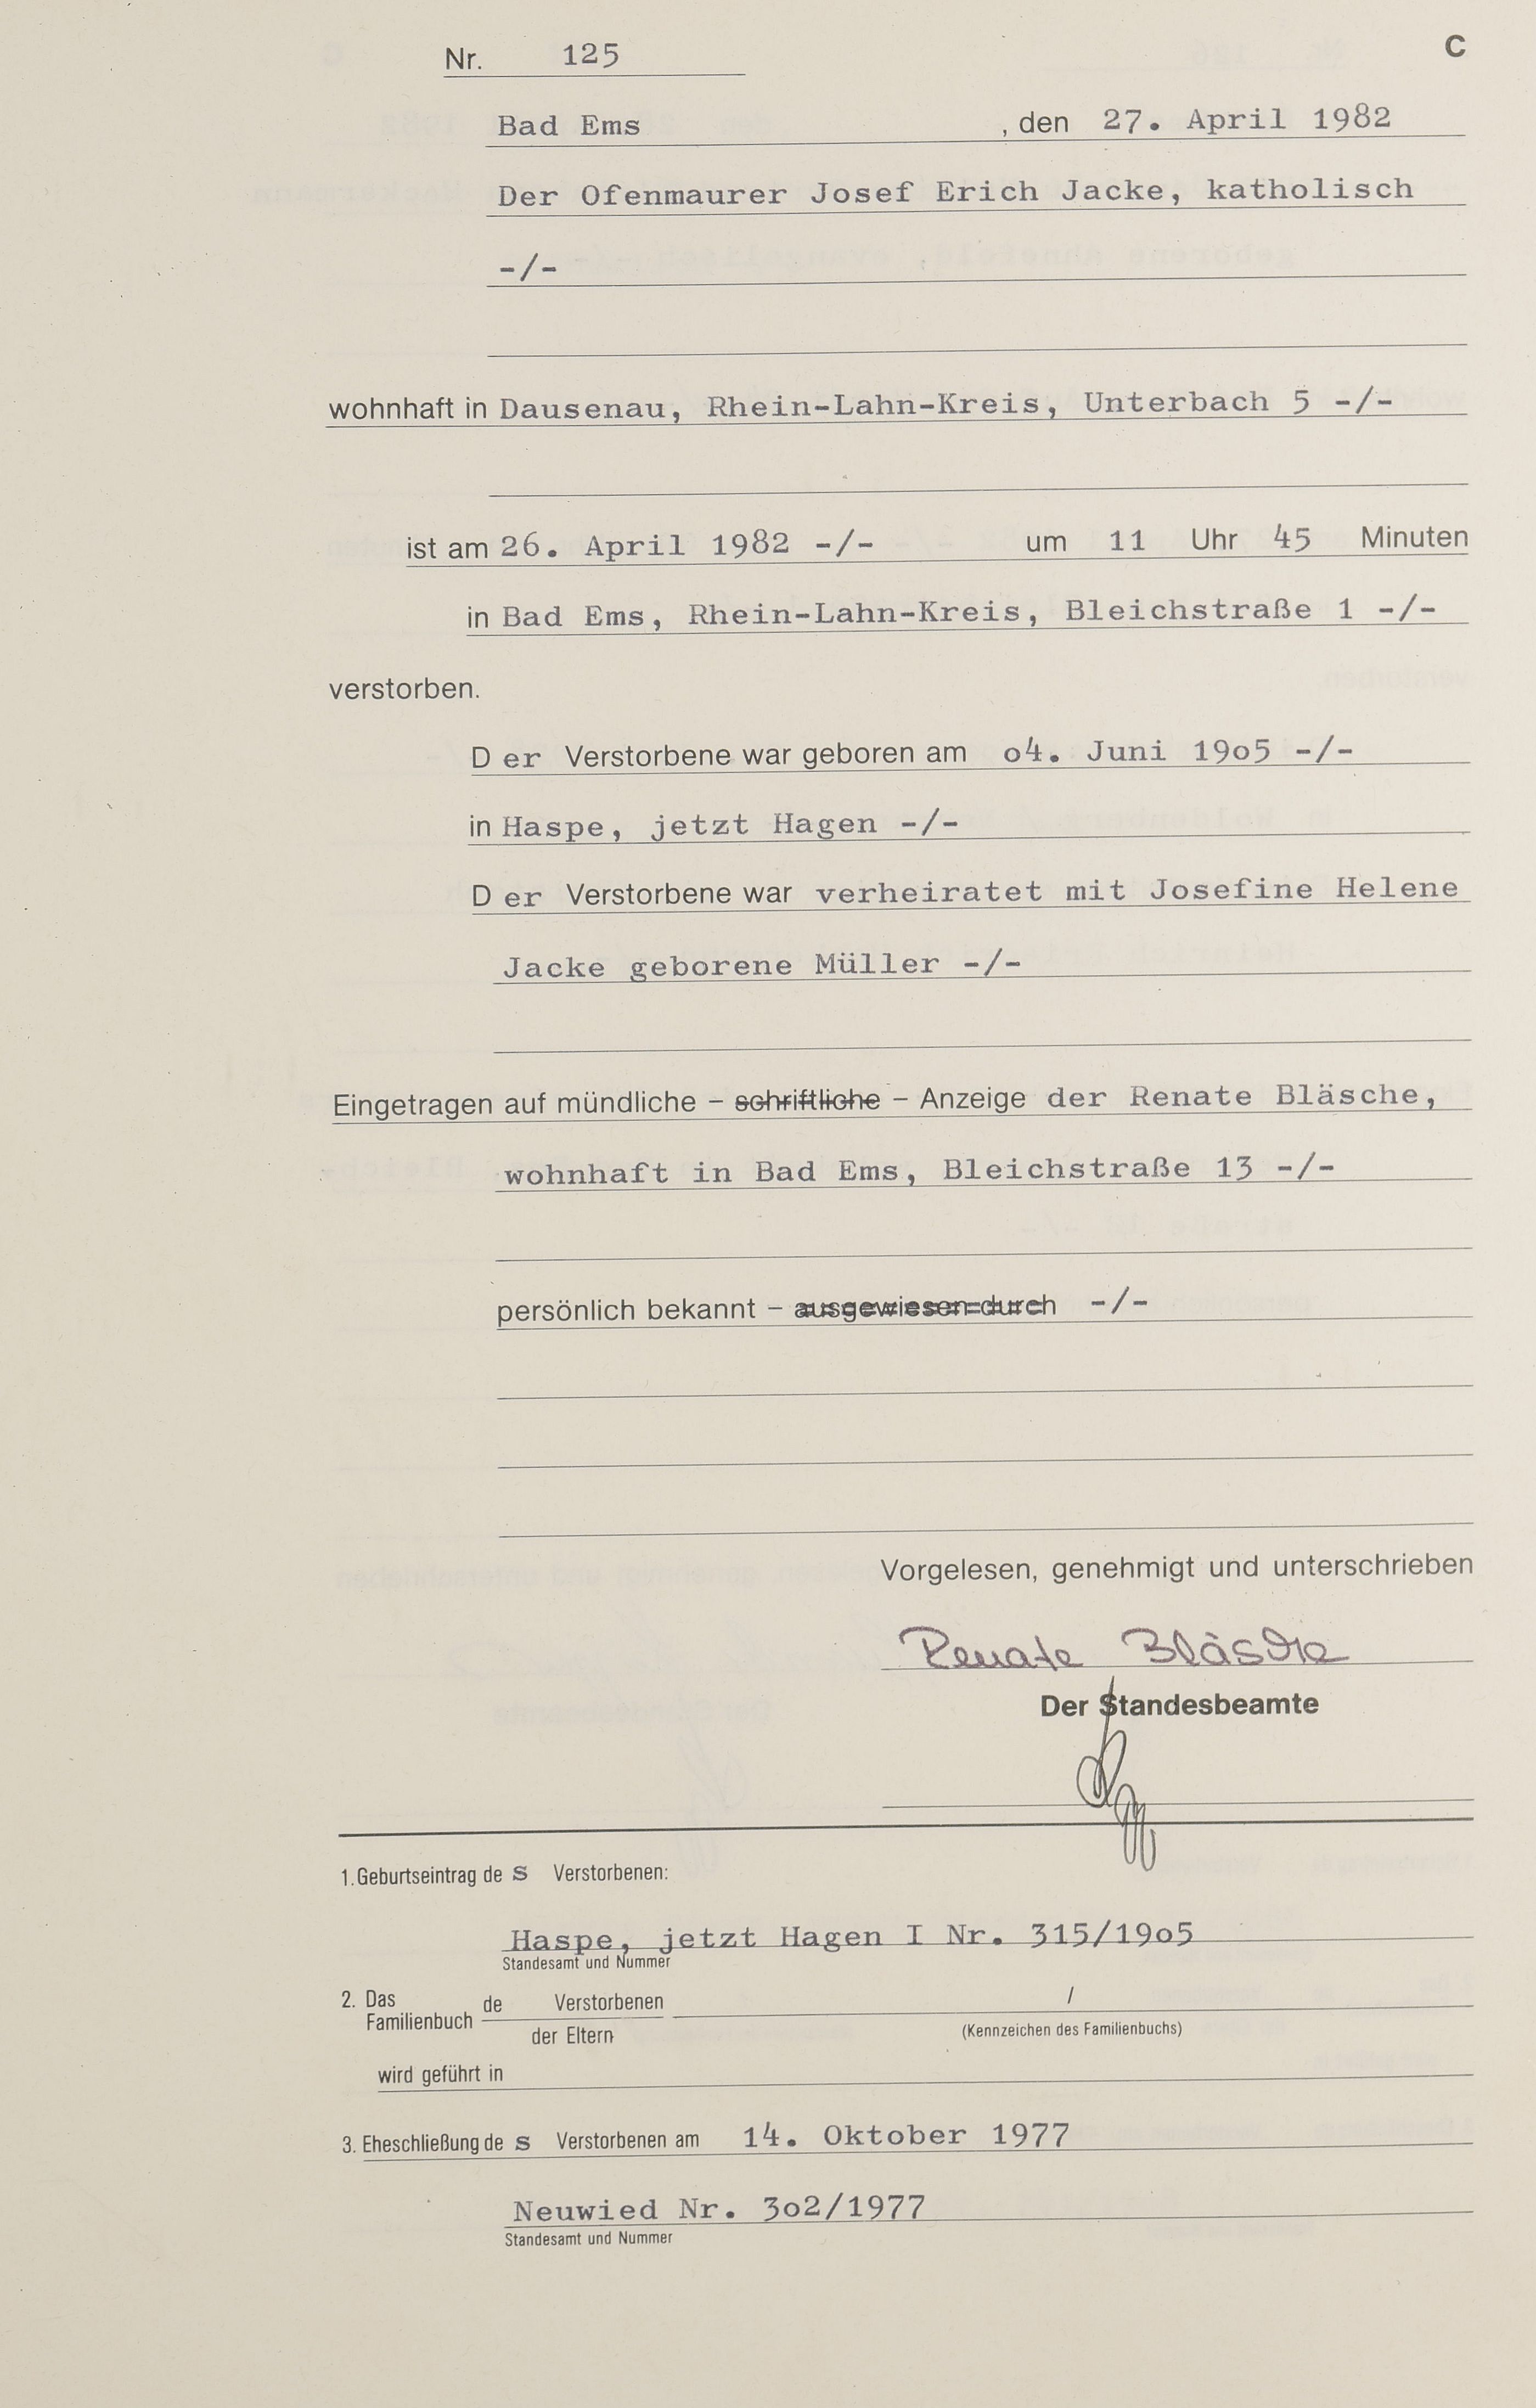 Nr. 125 C
Bad Ems , den 27. April 1982
Der Ofenmaurer Josef Erich Jacke, katholisch
-/-
wohnhaft in Dausenau, Rhein-Lahn-Kreis, Unterbach 5 -/-
ist am 26. April 1982 -/- um 11 Uhr 45 Minuten
in Bad Ems, Rhein-Lahn-Kreis, Bleichstraße 1 -/-
verstorben.
D er Verstorbene war geboren am o4. Juni 19o5 -/-
in Haspe, jetzt Hagen -/-
D er Verstorbene war verheiratet mit Josefine Helene
Jacke geborene Müller -/-
Eingetragen auf mündliche – schriftliche – Anzeige der Renate Bläsche,
wohnhaft in Bad Ems, Bleichstraße 13 -/-
persönlich bekannt – ausgewiesen durch -/-
Vorgelesen, genehmigt und unterschrieben
Renate Bläsche
Der Standesbeamte
1. Geburtseintrag de s Verstorbenen:
Haspe, jetzt Hagen I Nr. 315/19o5
Standesamt und Nummer
2. Das Familienbuch de Verstorbenen /
der Eltern (Kennzeichen des Familienbuchs)
wird geführt in
3. Eheschließung de s Verstorbenen am 14. Oktober 1977
Neuwied Nr. 3o2/1977
Standesamt und Nummer